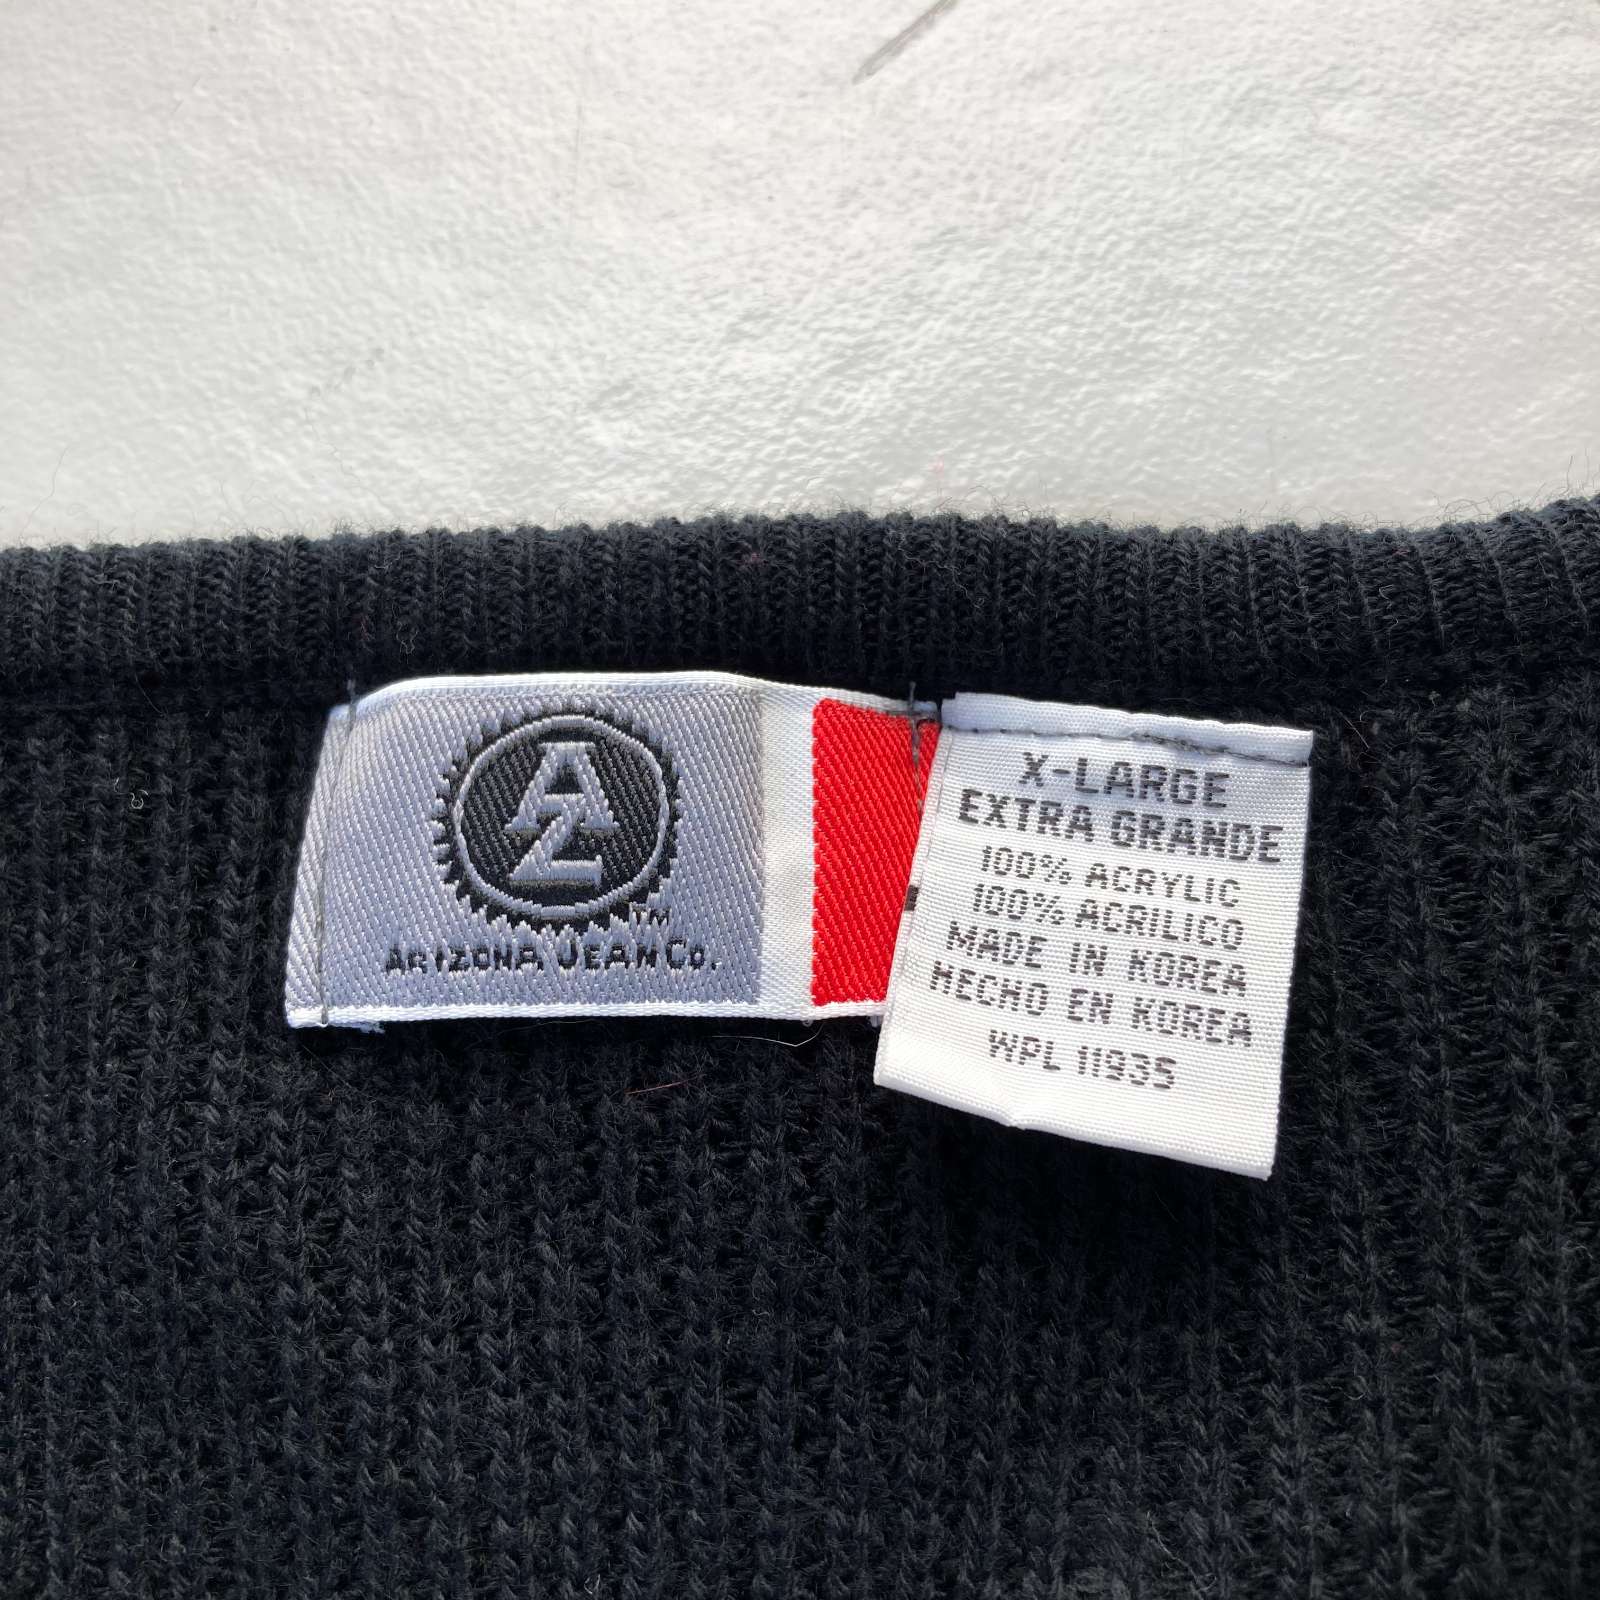 AZ
TM
ARIZONA JEAN CO.
X-LARGE
EXTRA GRANDE
100% ACRYLIC
100% ACRILICO
MADE IN KOREA
HECHO EN KOREA
WPL 11935